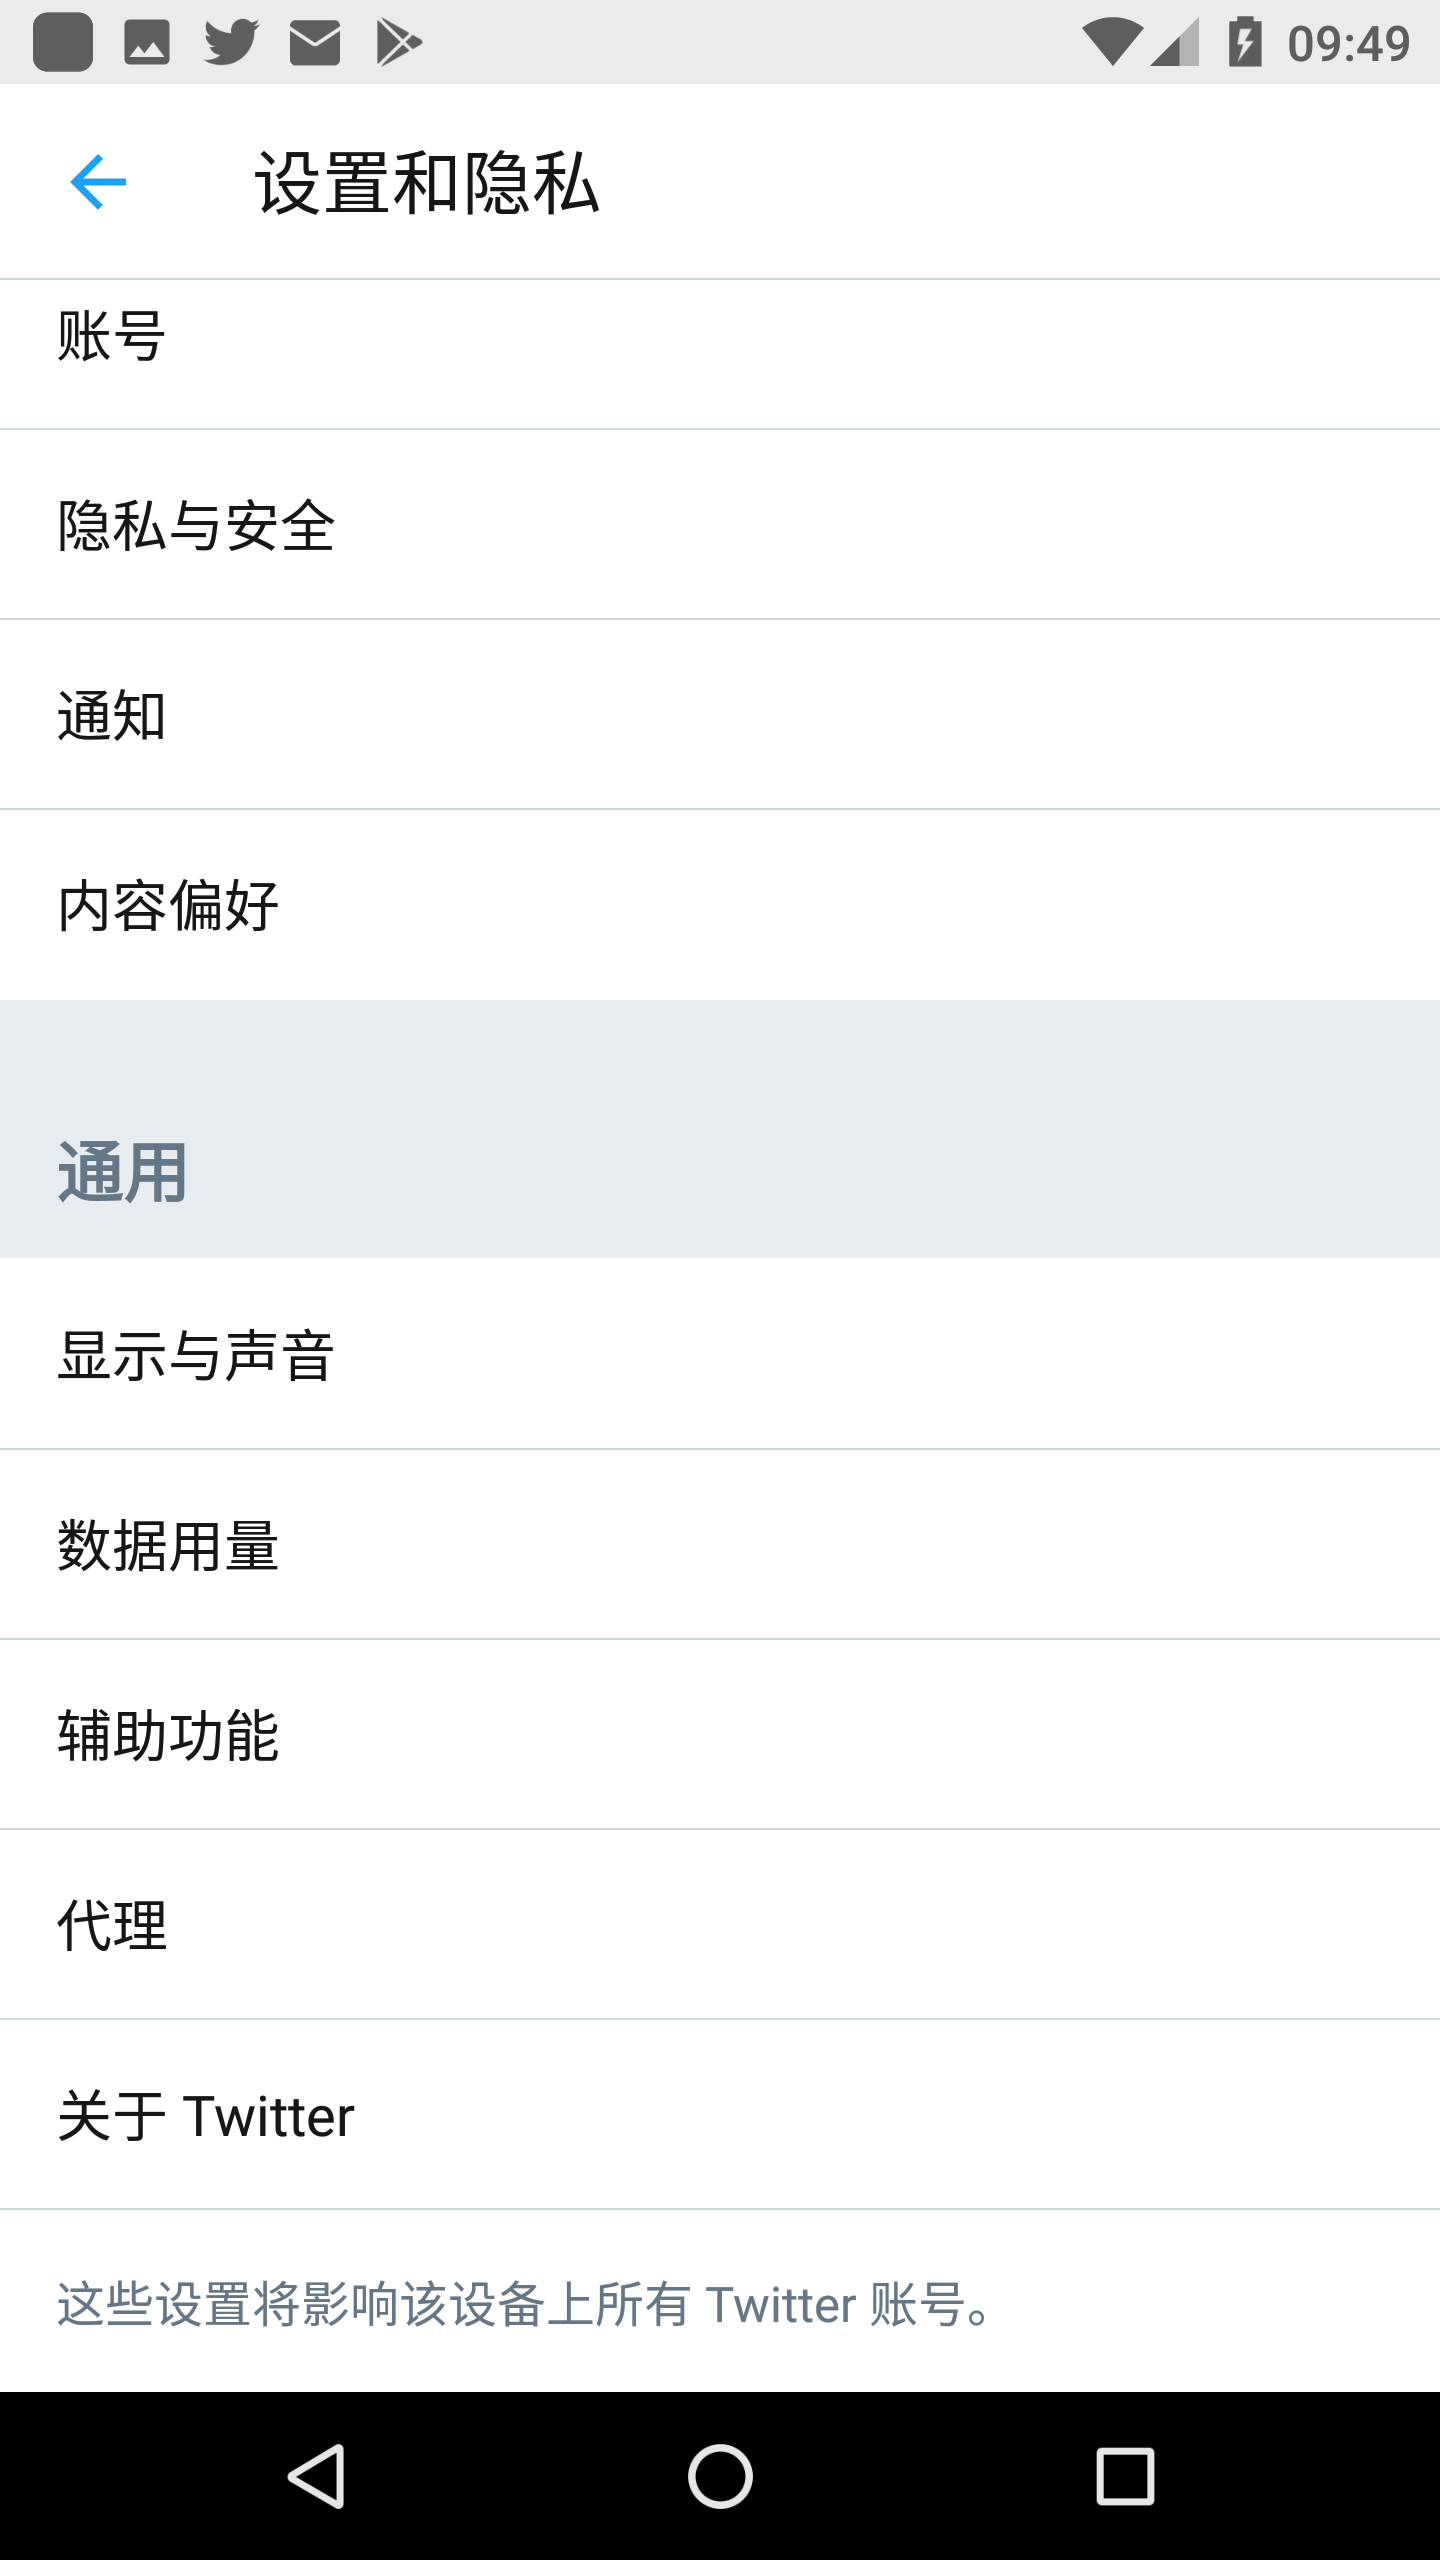 09:49
设置和隐私
账号
隐私与安全
通知
内容偏好
通用
显示与声音
数据用量
辅助功能
代理
关于 Twitter
这些设置将影响该设备上所有 Twitter 账号。